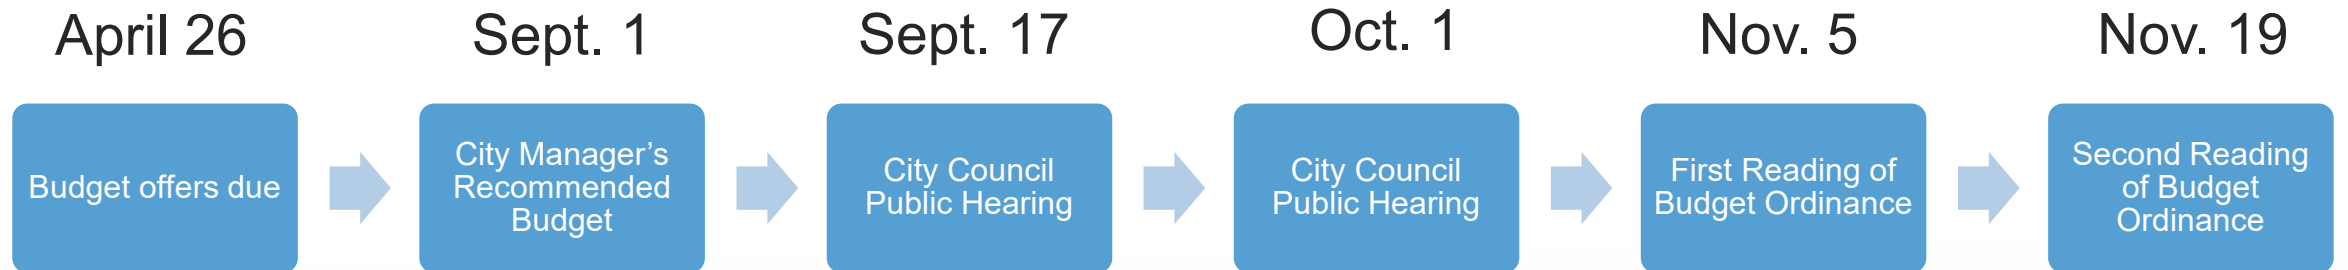 April 26
Sept. 1
Sept. 17
Oct. 1
Nov. 5
Nov. 19
Budget offers due
City Manager’s
Recommended
Budget
City Council
Public Hearing
City Council
Public Hearing
First Reading of
Budget Ordinance
Second Reading
of Budget
Ordinance